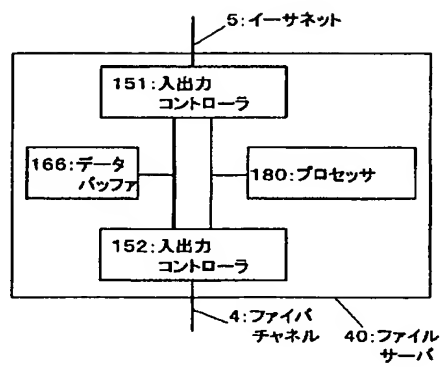 5:イーサネット
151:入出力
コントローラ
166:データ
バッファ
180:プロセッサ
152:入出力
コントローラ
4:ファイバ
チャネル
40:ファイル
サーバ